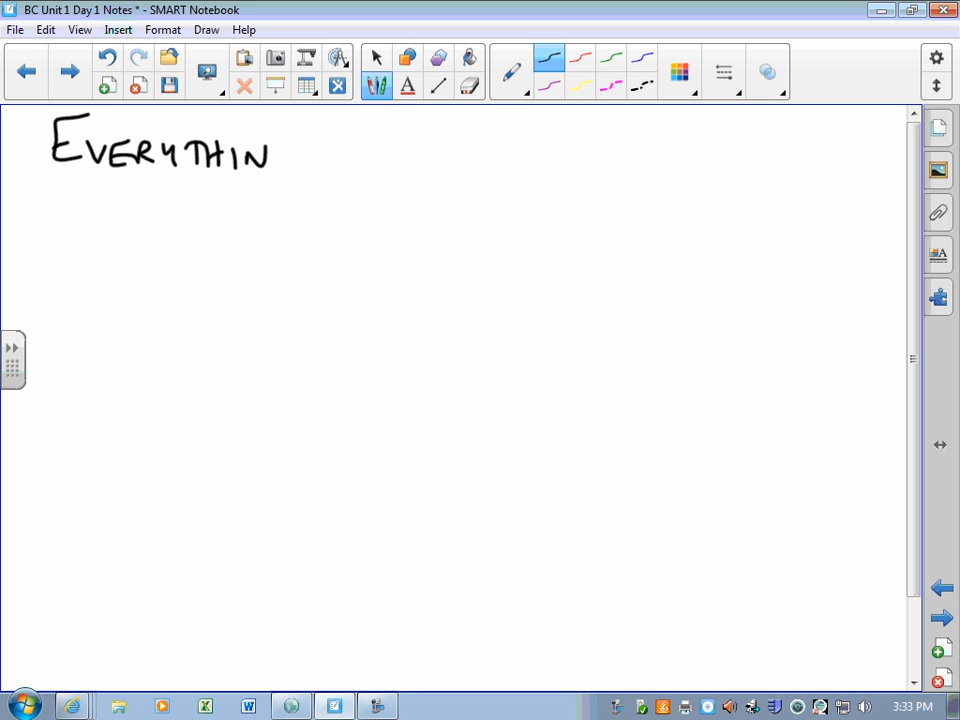 BC Unit 1 Day 1 Notes * - SMART Notebook
File Edit View Insert Format Draw Help
EVERYTHIN
3:33 PM